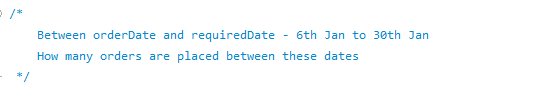 /*
Between orderDate and requiredDate - 6th Jan to 30th Jan
How many orders are placed between these dates
*/